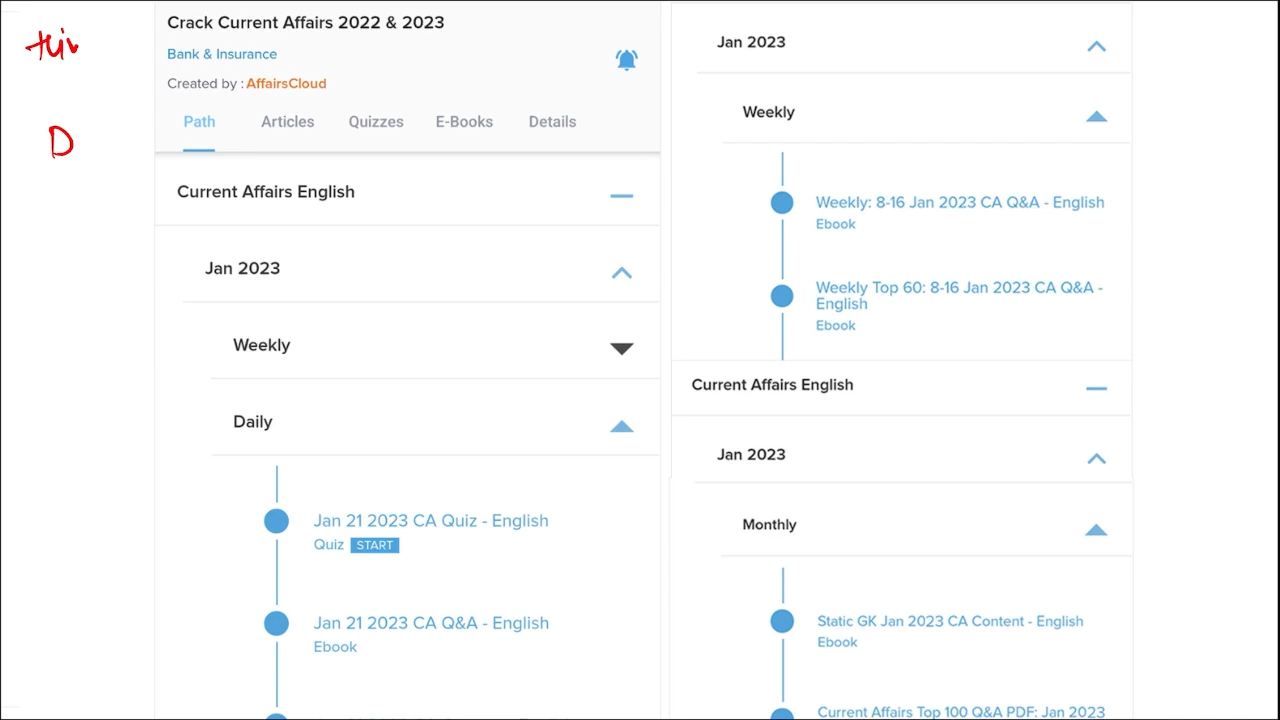 D
Crack Current Affairs 2022 & 2023
Bank & Insurance
Created by : AffairsCloud
Path Articles Quizzes E-Books Details
Current Affairs English
Jan 2023
Weekly
Daily
Jan 21 2023 CA Quiz - English
Quiz START
Jan 21 2023 CA Q&A - English
Ebook
Jan 2023
Weekly
Weekly: 8-16 Jan 2023 CA Q&A - English
Ebook
Weekly Top 60: 8-16 Jan 2023 CA Q&A -
English
Ebook
Current Affairs English
Jan 2023
Monthly
Static GK Jan 2023 CA Content - English
Ebook
Current Affairs Top 100 Q&A PDF: Jan 2023